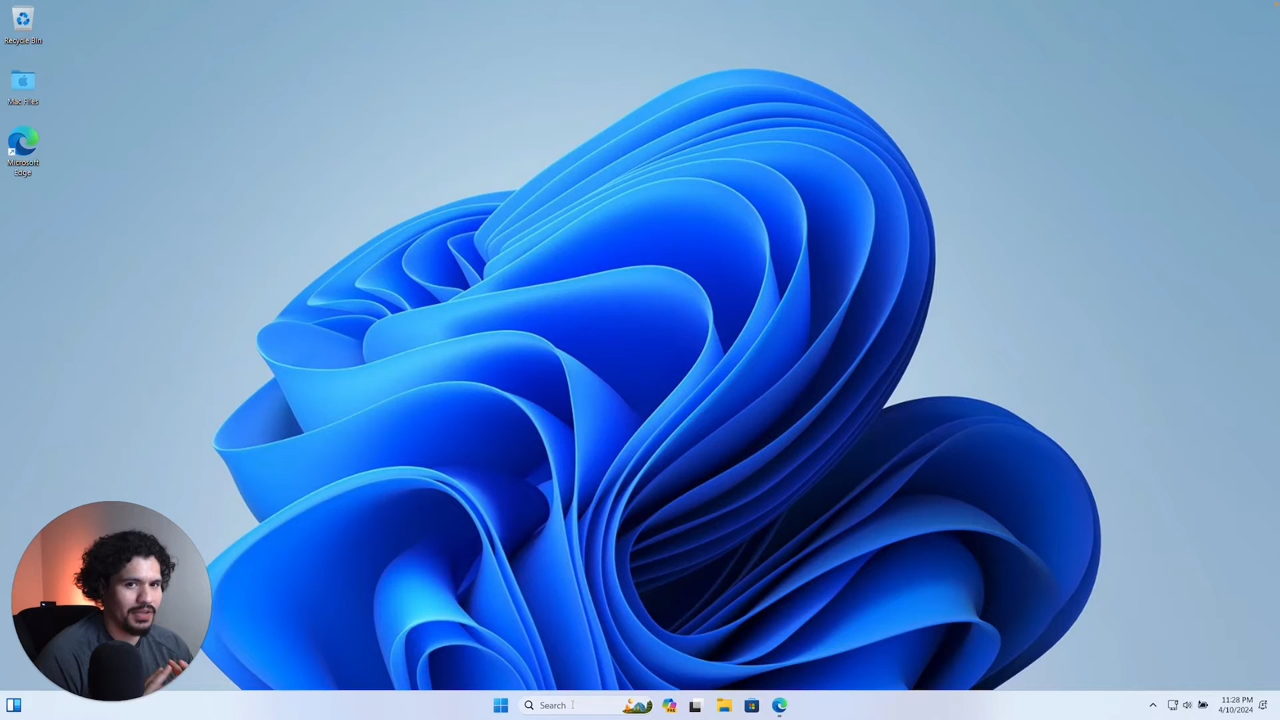 Recycle Bin
Mac Files
Microsoft
Edge
Search
11:28 PM
4/10/2024